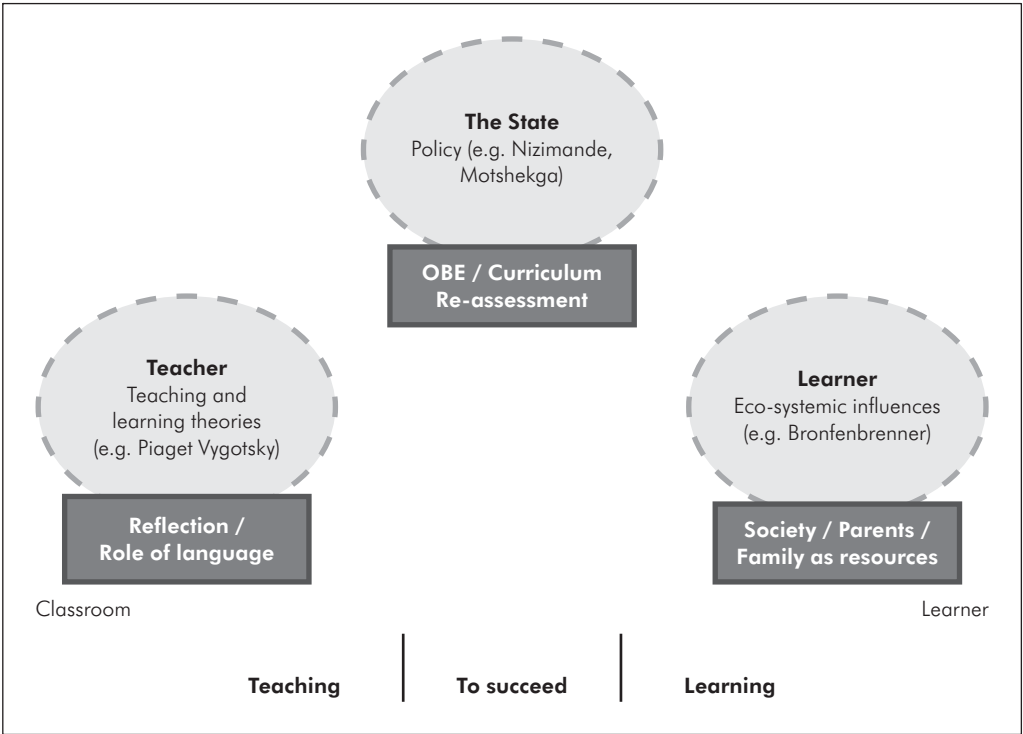 The State
Policy (e.g. Nizimande,
Motshekga)
OBE / Curriculum
Re-assessment
Teacher
Teaching and
learning theories
(e.g. Piaget Vygotsky)
Reflection /
Role of language
Classroom
Learner
Eco-systemic influences
(e.g. Bronfenbrenner)
Society / Parents /
Family as resources
Learner
Teaching
To succeed
Learning